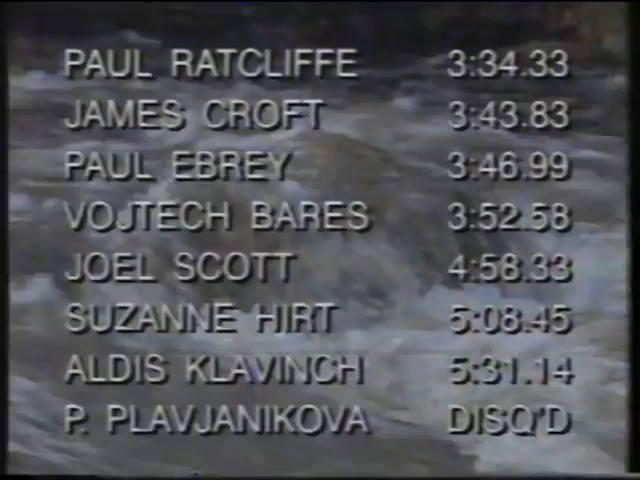 PAUL RATCLIFFE 3:34.33
JAMES CROFT 3:43.83
PAUL EBREY 3:46.99
VOJTECH BARES 3:52.58
JOEL SCOTT 4:58.33
SUZANNE HIRT 5:08.45
ALDIS KLAVINCH 5:31.14
P. PLAVJANIKOVA DISQ'D